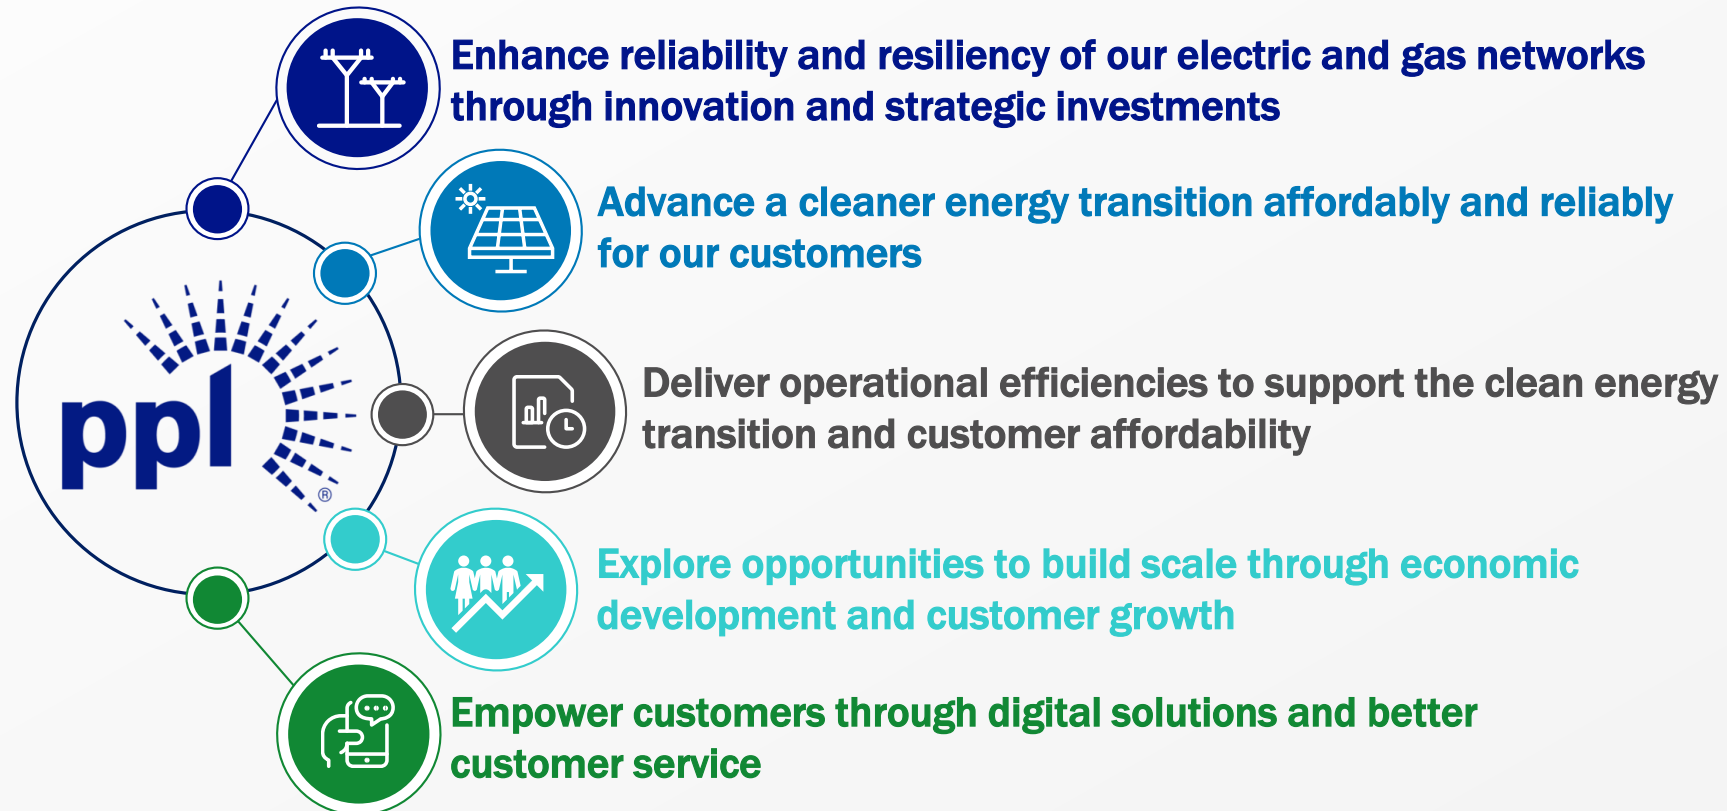 Enhance reliability and resiliency of our electric and gas networks
through innovation and strategic investments
Advance a cleaner energy transition affordably and reliably
for our customers
ppl
®
Deliver operational efficiencies to support the clean energy
transition and customer affordability
Explore opportunities to build scale through economic
development and customer growth
Empower customers through digital solutions and better
customer service